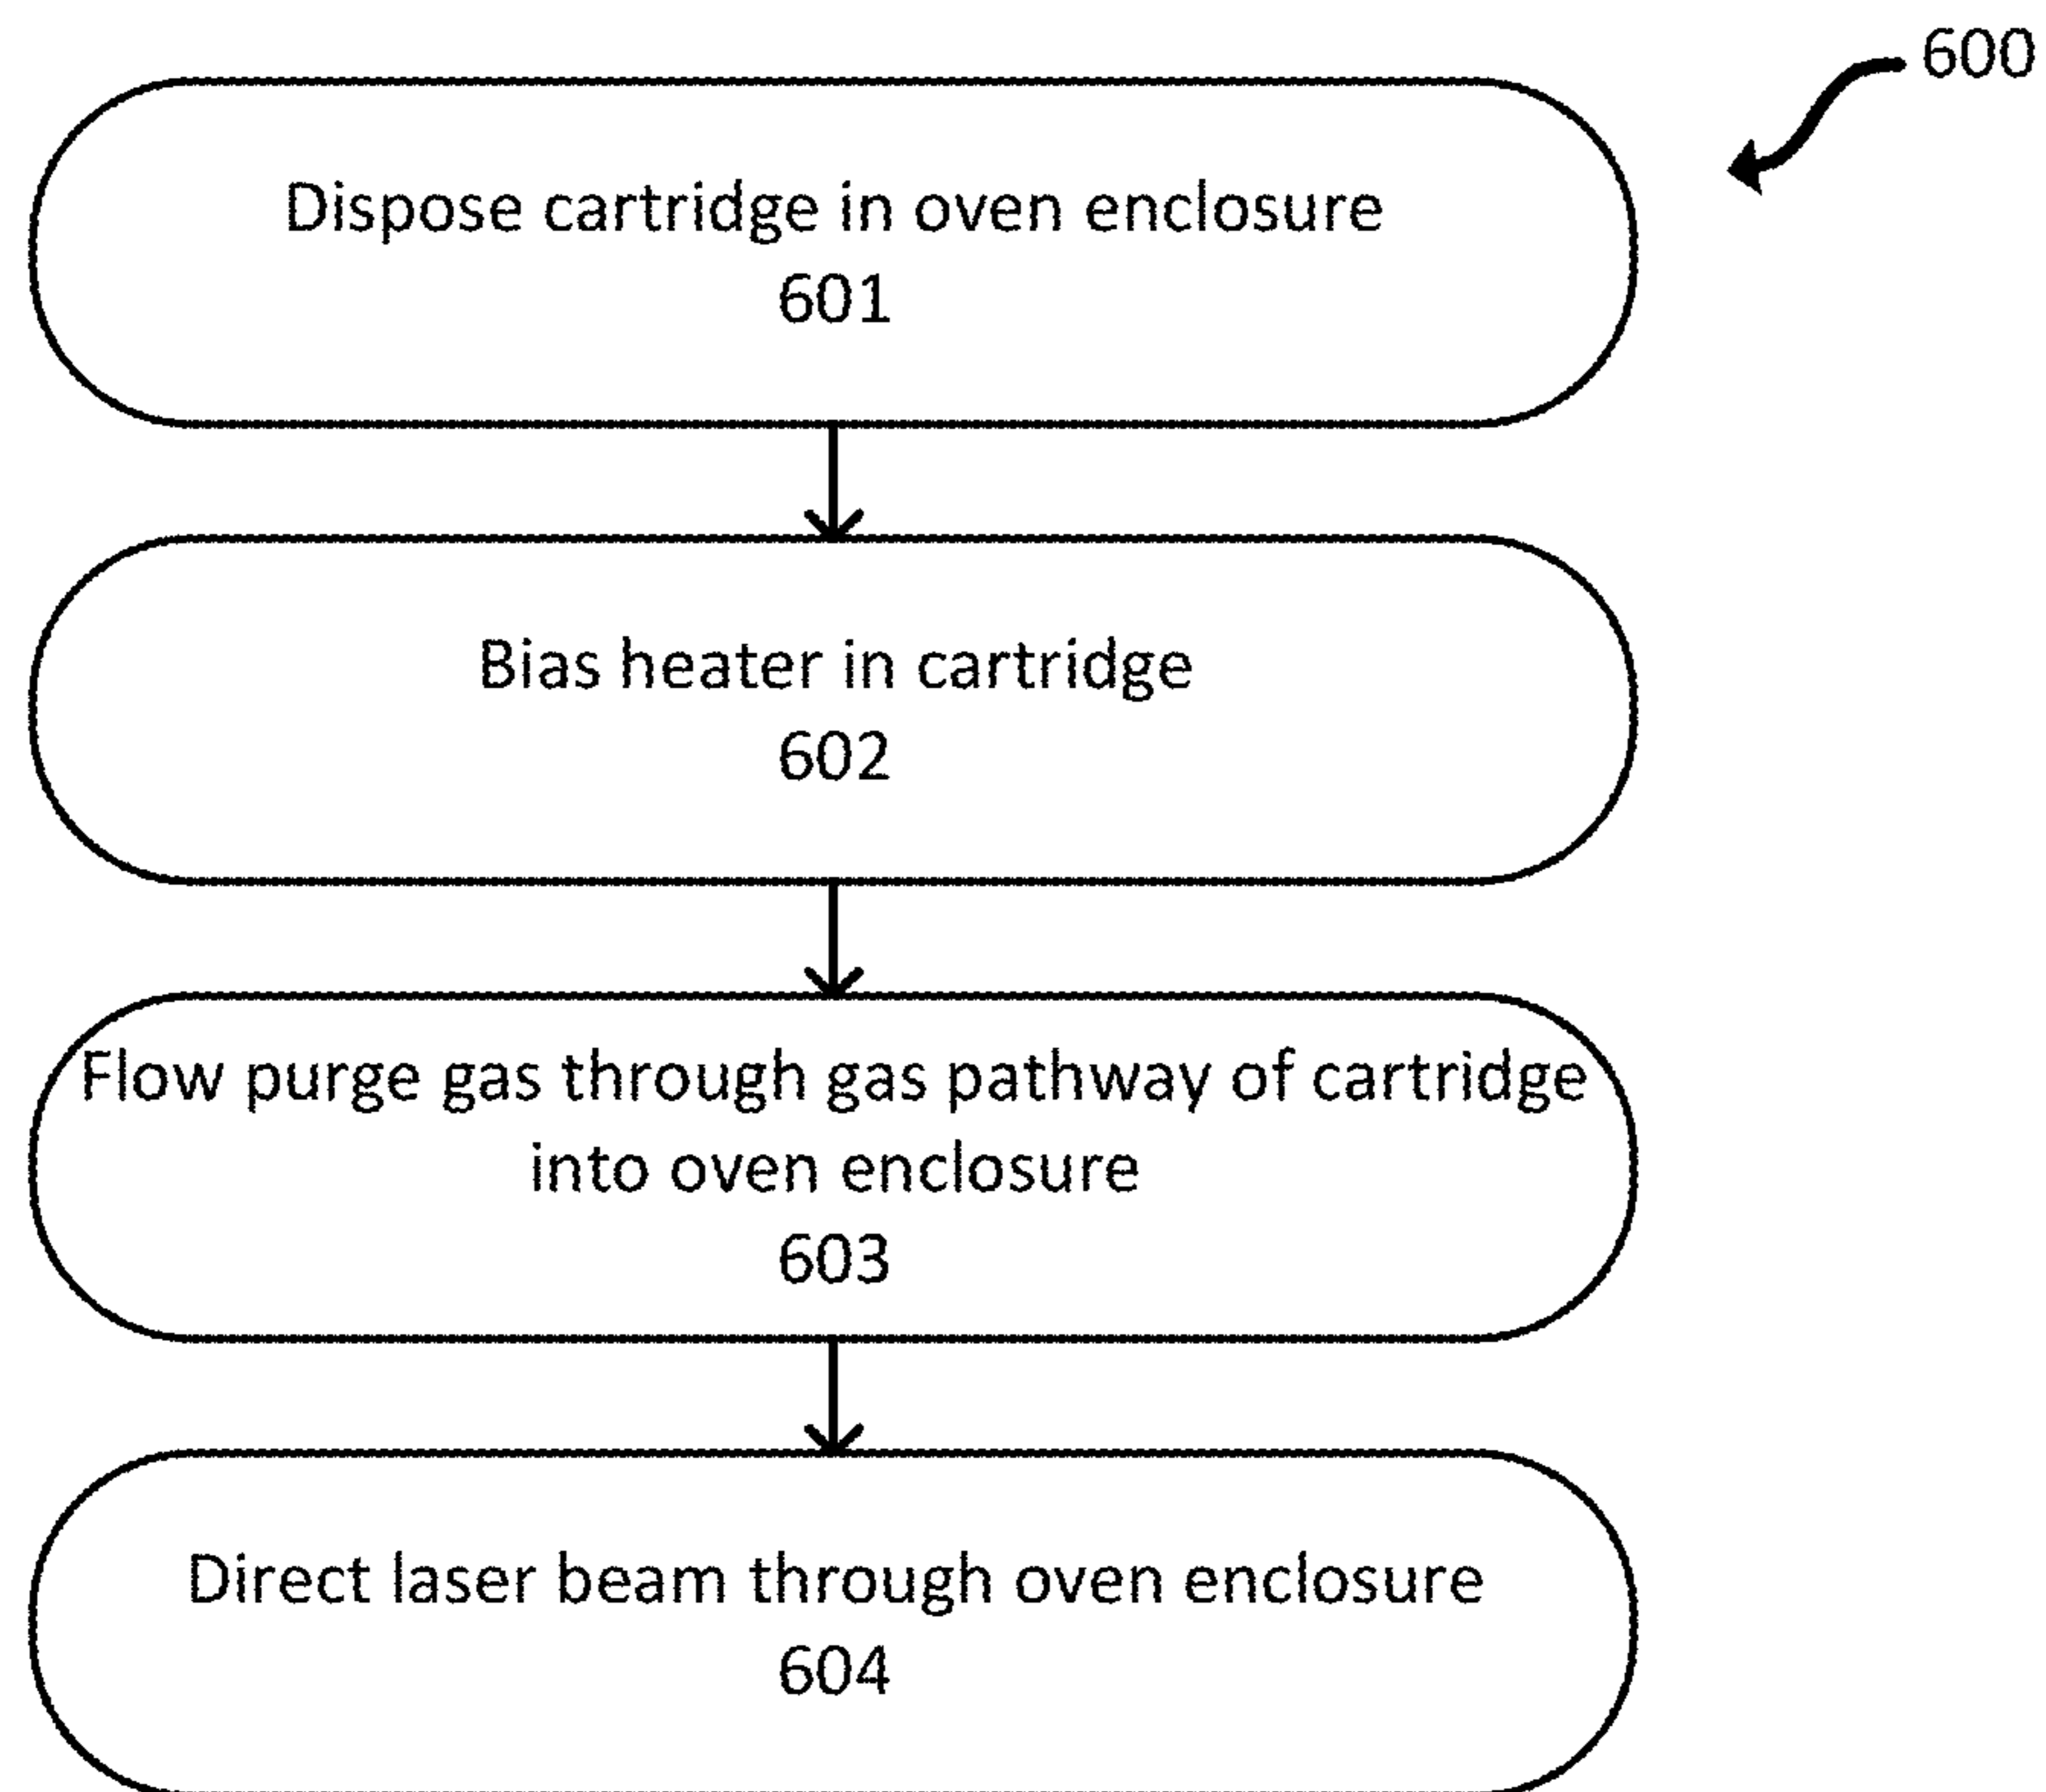 600
Dispose cartridge in oven enclosure
601
Bias heater in cartridge
602
Flow purge gas through gas pathway of cartridge
into oven enclosure
603
Direct laser beam through oven enclosure
604